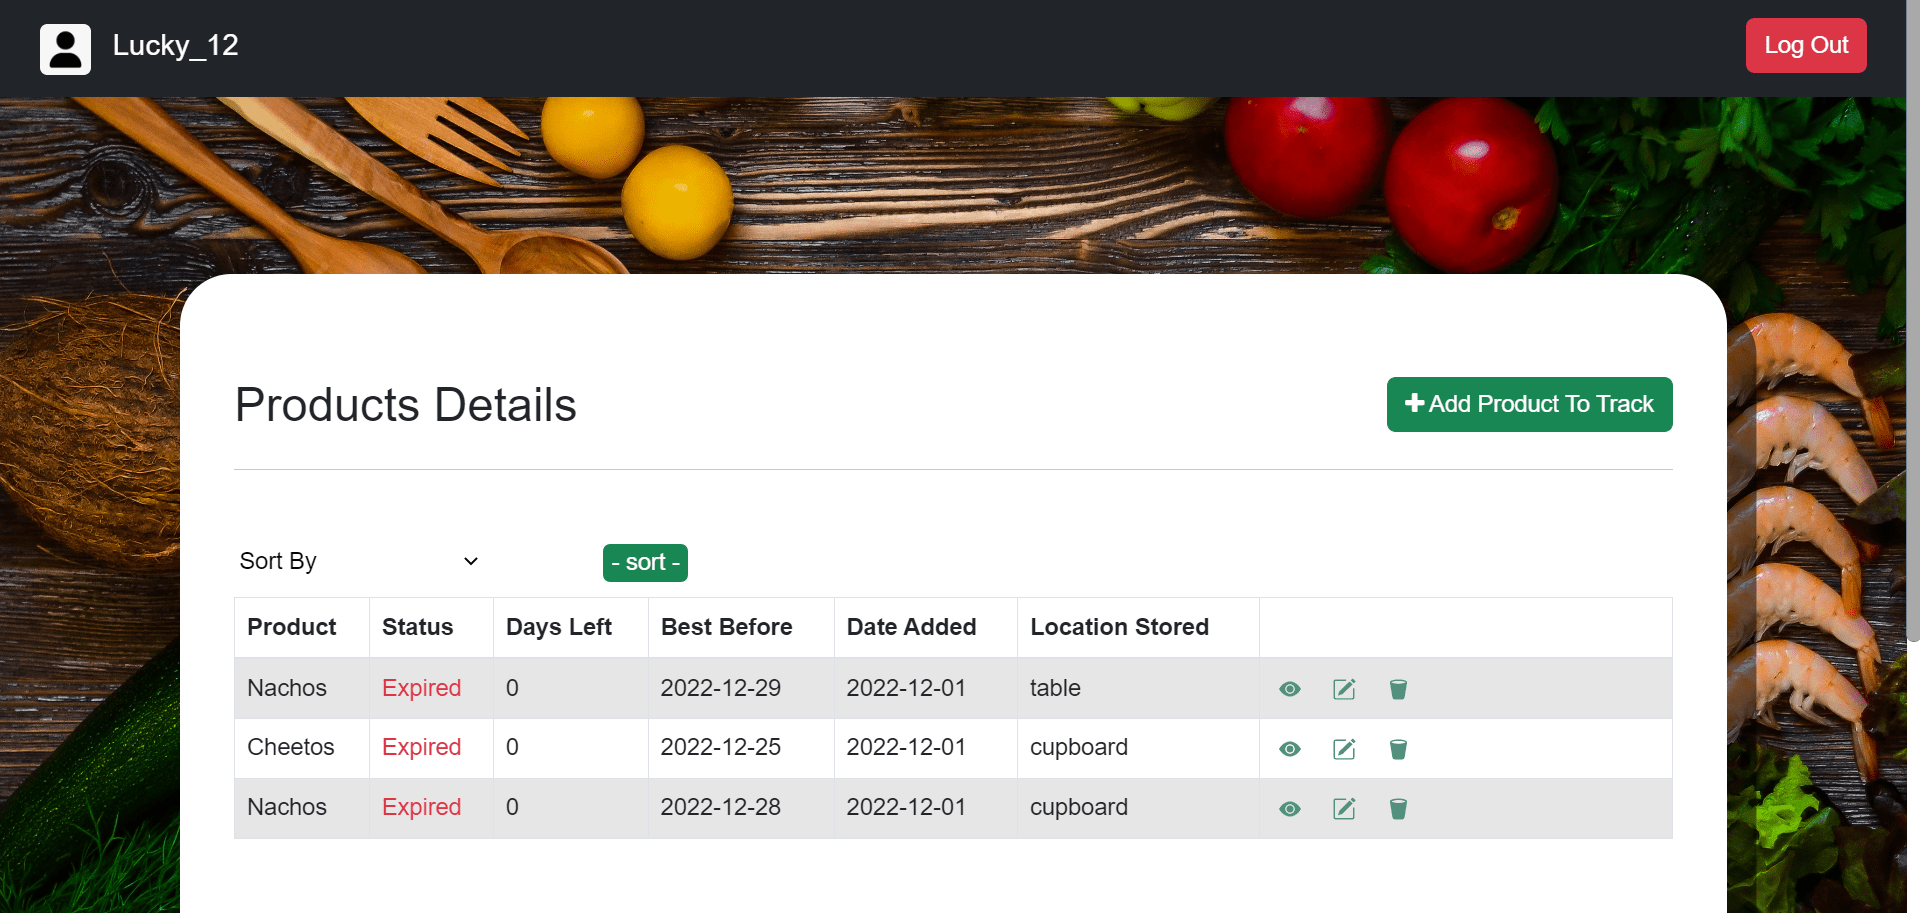 Lucky_12
Log Out
Products Details
Add Product To Track
Sort By
- sort -
Product Status Days Left Best Before Date Added Location Stored
Nachos Expired 0 2022-12-29 2022-12-01 table
Cheetos Expired 0 2022-12-25 2022-12-01 cupboard
Nachos Expired 0 2022-12-28 2022-12-01 cupboard